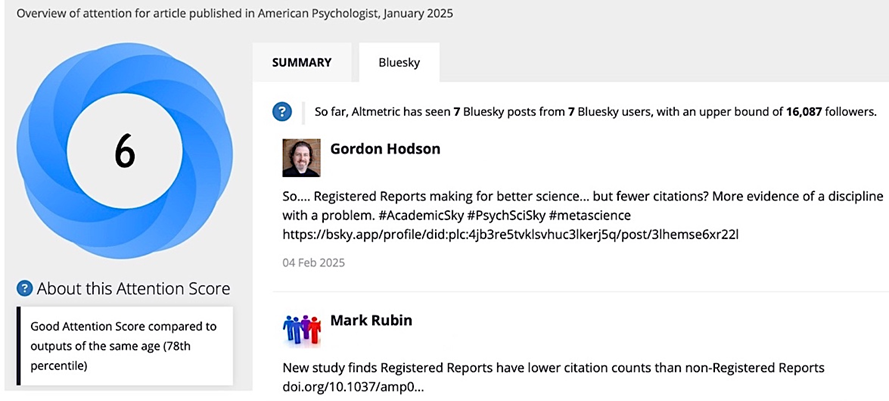 Overview of attention for article published in American Psychologist, January 2025
6
? About this Attention Score
Good Attention Score compared to
outputs of the same age (78th
percentile)
SUMMARY
Bluesky
? So far, Altmetric has seen 7 Bluesky posts from 7 Bluesky users, with an upper bound of 16,087 followers.
Gordon Hodson
So.... Registered Reports making for better science... but fewer citations? More evidence of a discipline
with a problem. #AcademicSky #PsychSciSky #metascience
https://bsky.app/profile/did:plc:4jb3re5tvklsvhuc3lkerj5q/post/3lhemse6xr22l
04 Feb 2025
Mark Rubin
New study finds Registered Reports have lower citation counts than non-Registered Reports
doi.org/10.1037/amp0...